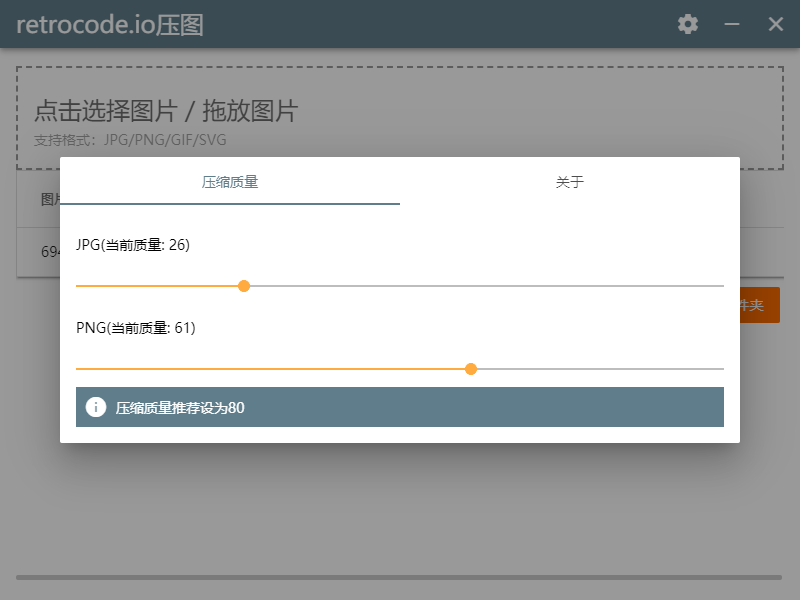 retrocode.io压图
点击选择图片 / 拖放图片
支持格式：JPG/PNG/GIF/SVG
压缩质量
关于
图片
JPG(当前质量: 26)
694
件夹
PNG(当前质量: 61)
压缩质量推荐设为80